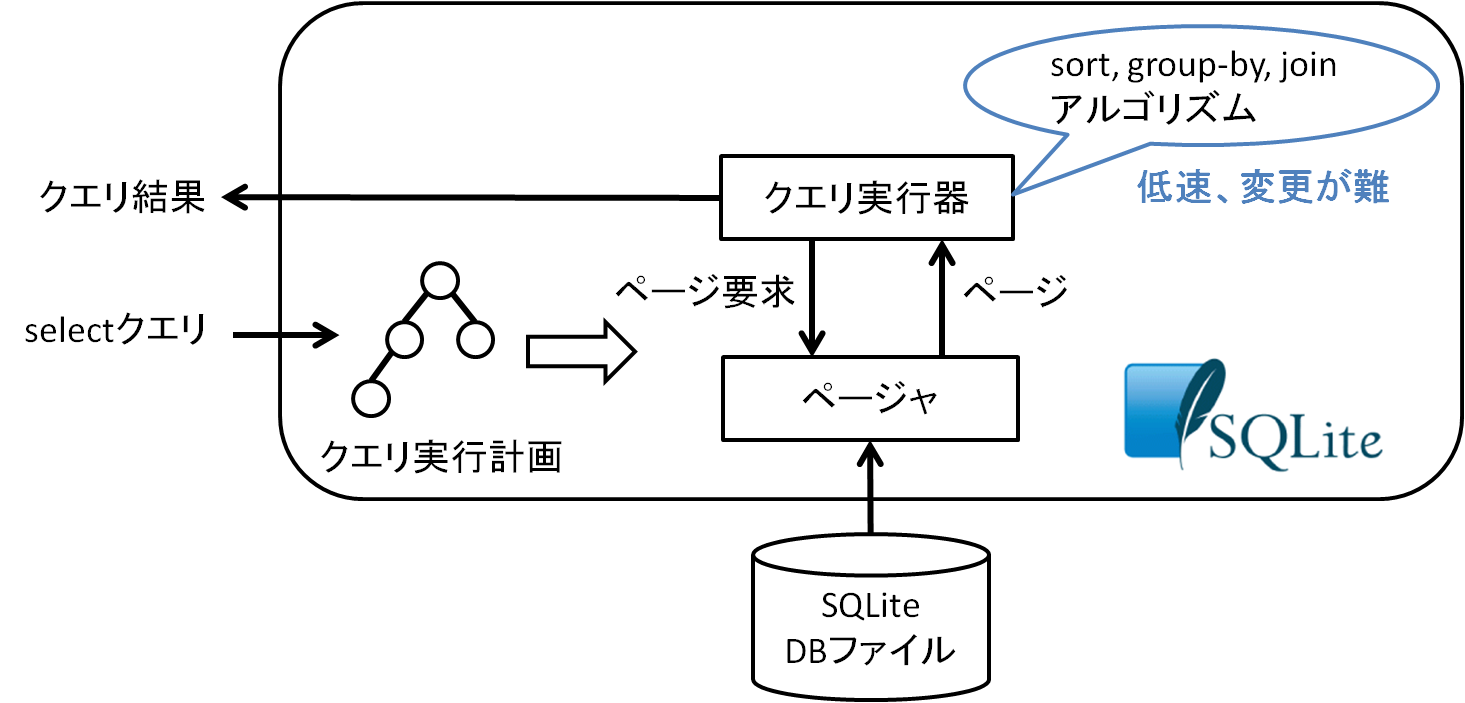 sort, group-by, join
アルゴリズム
低速、変更が難
クエリ結果
クエリ実行器
selectクエリ
ページ要求
ページ
ページャ
クエリ実行計画
SQLite
SQLite
DBファイル